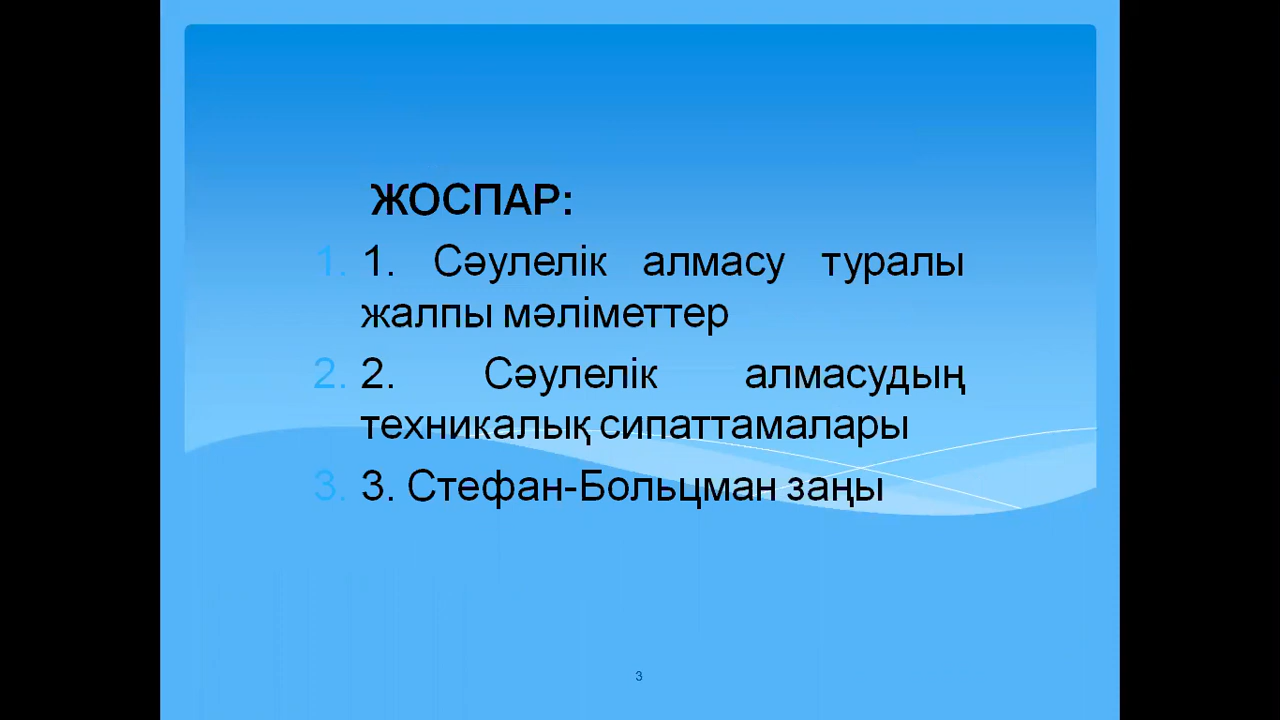 ЖОСПАР:
1. 1. Сәулелік алмасу туралы
жалпы мәліметтер
2. 2. Сәулелік алмасудың
техникалық сипаттамалары
3. 3. Стефан-Больцман заңы
3